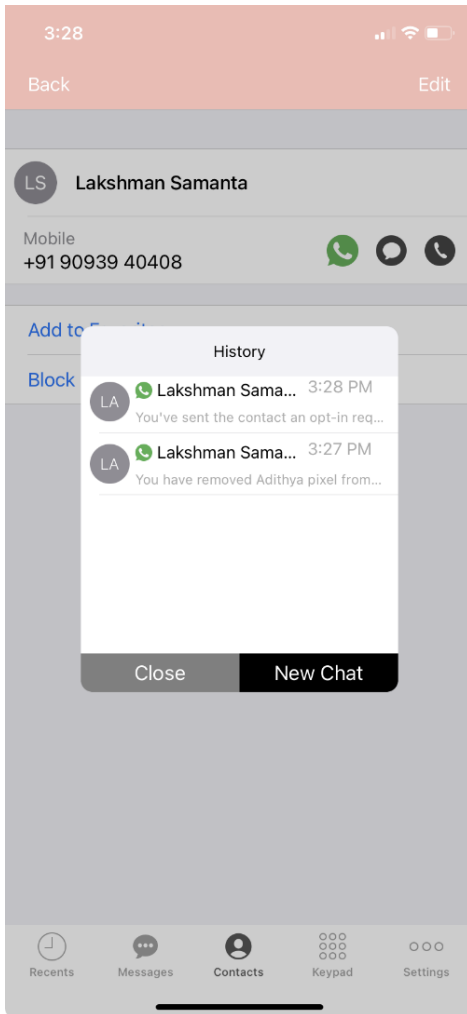 3:28
Back Edit
LS Lakshman Samanta
Mobile
+91 90939 40408
Add to
Block
History
LA Lakshman Sama... 3:28 PM
You've sent the contact an opt-in req...
LA Lakshman Sama... 3:27 PM
You have removed Adithya pixel from...
Close New Chat
Recents Messages Contacts Keypad Settings